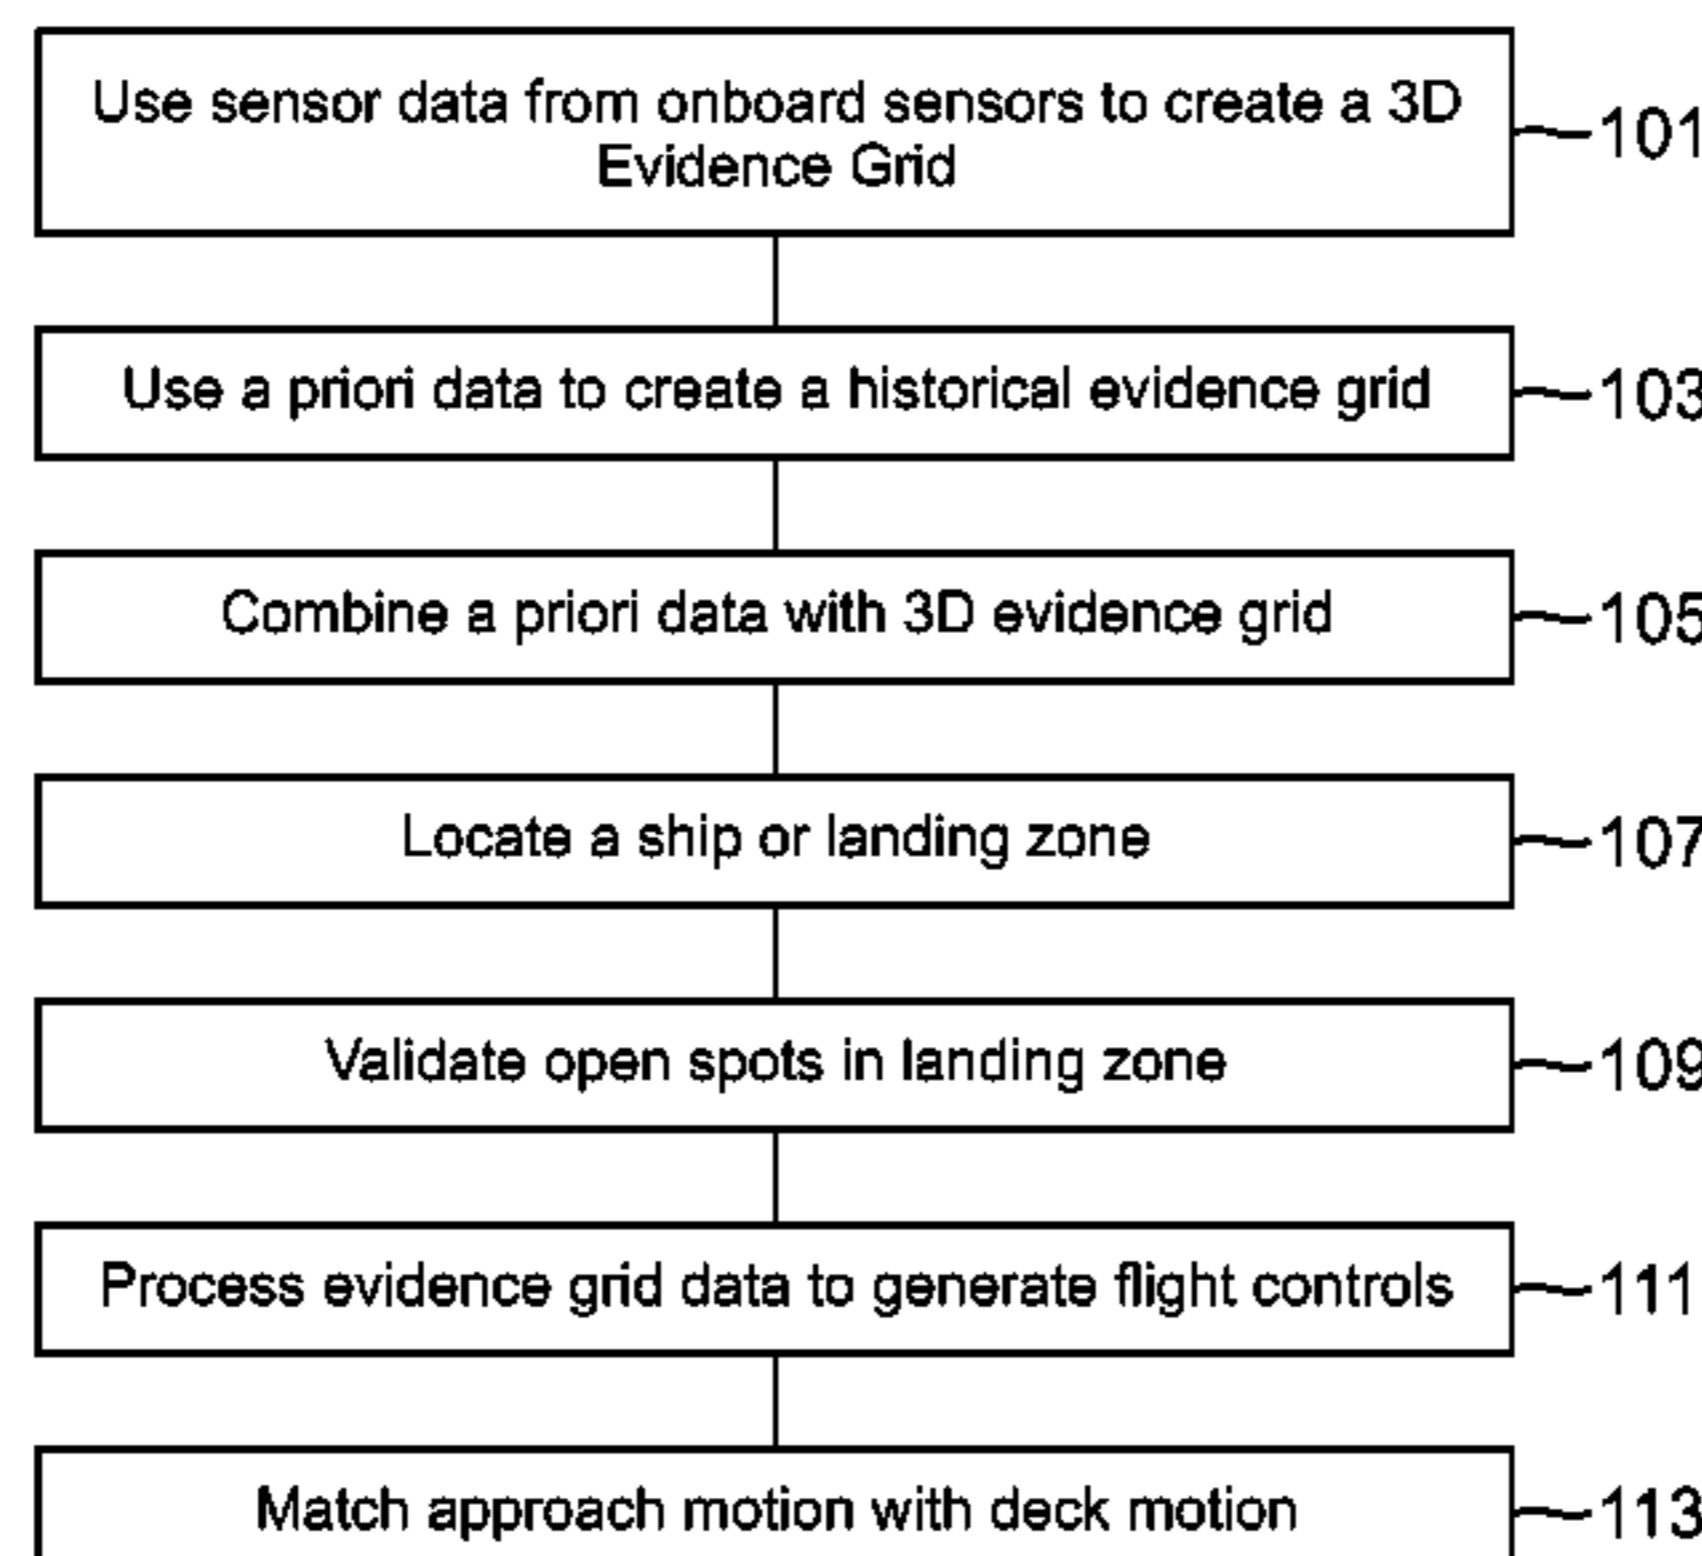 Use sensor data from onboard sensors to create a 3D
Evidence Grid
101
Use a priori data to create a historical evidence grid
103
Combine a priori data with 3D evidence grid
105
Locate a ship or landing zone
107
Validate open spots in landing zone
109
Process evidence grid data to generate flight controls
111
Match approach motion with deck motion
113